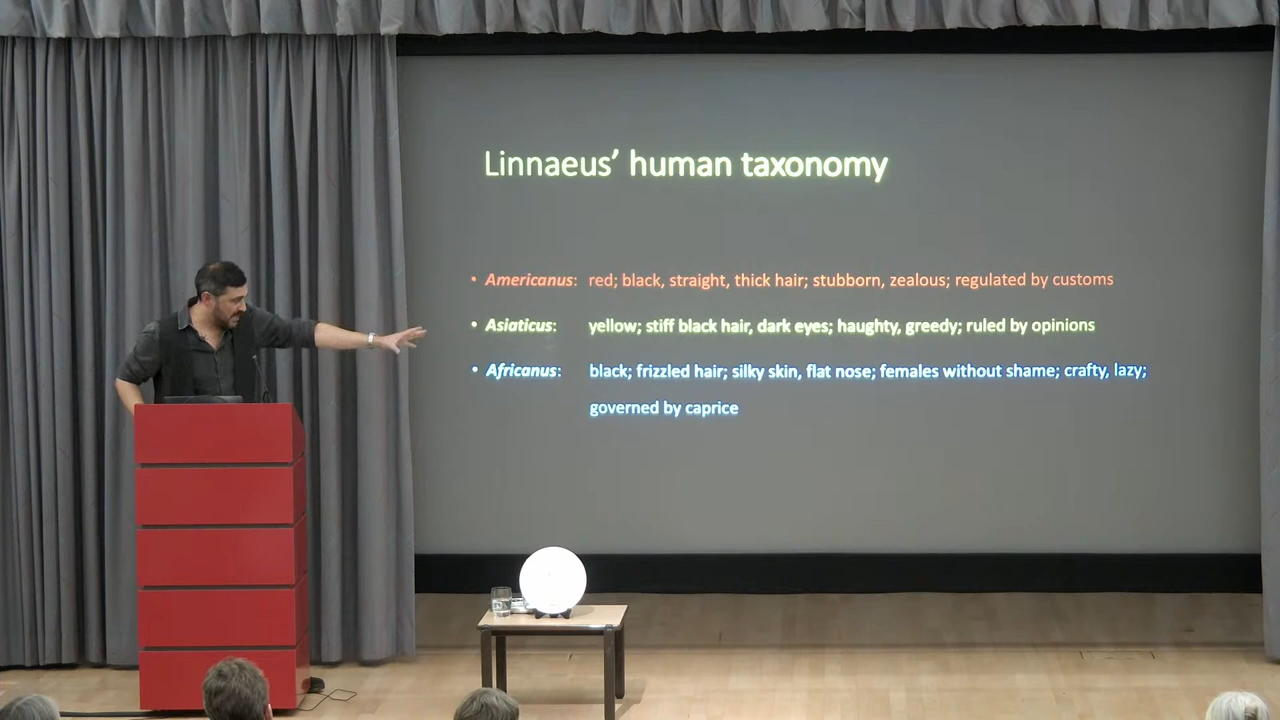 Linnaeus’ human taxonomy
• Americanus: red; black, straight, thick hair; stubborn, zealous; regulated by customs
• Asiaticus: yellow; stiff black hair, dark eyes; haughty, greedy; ruled by opinions
• Africanus: black; frizzled hair; silky skin, flat nose; females without shame; crafty, lazy;
governed by caprice